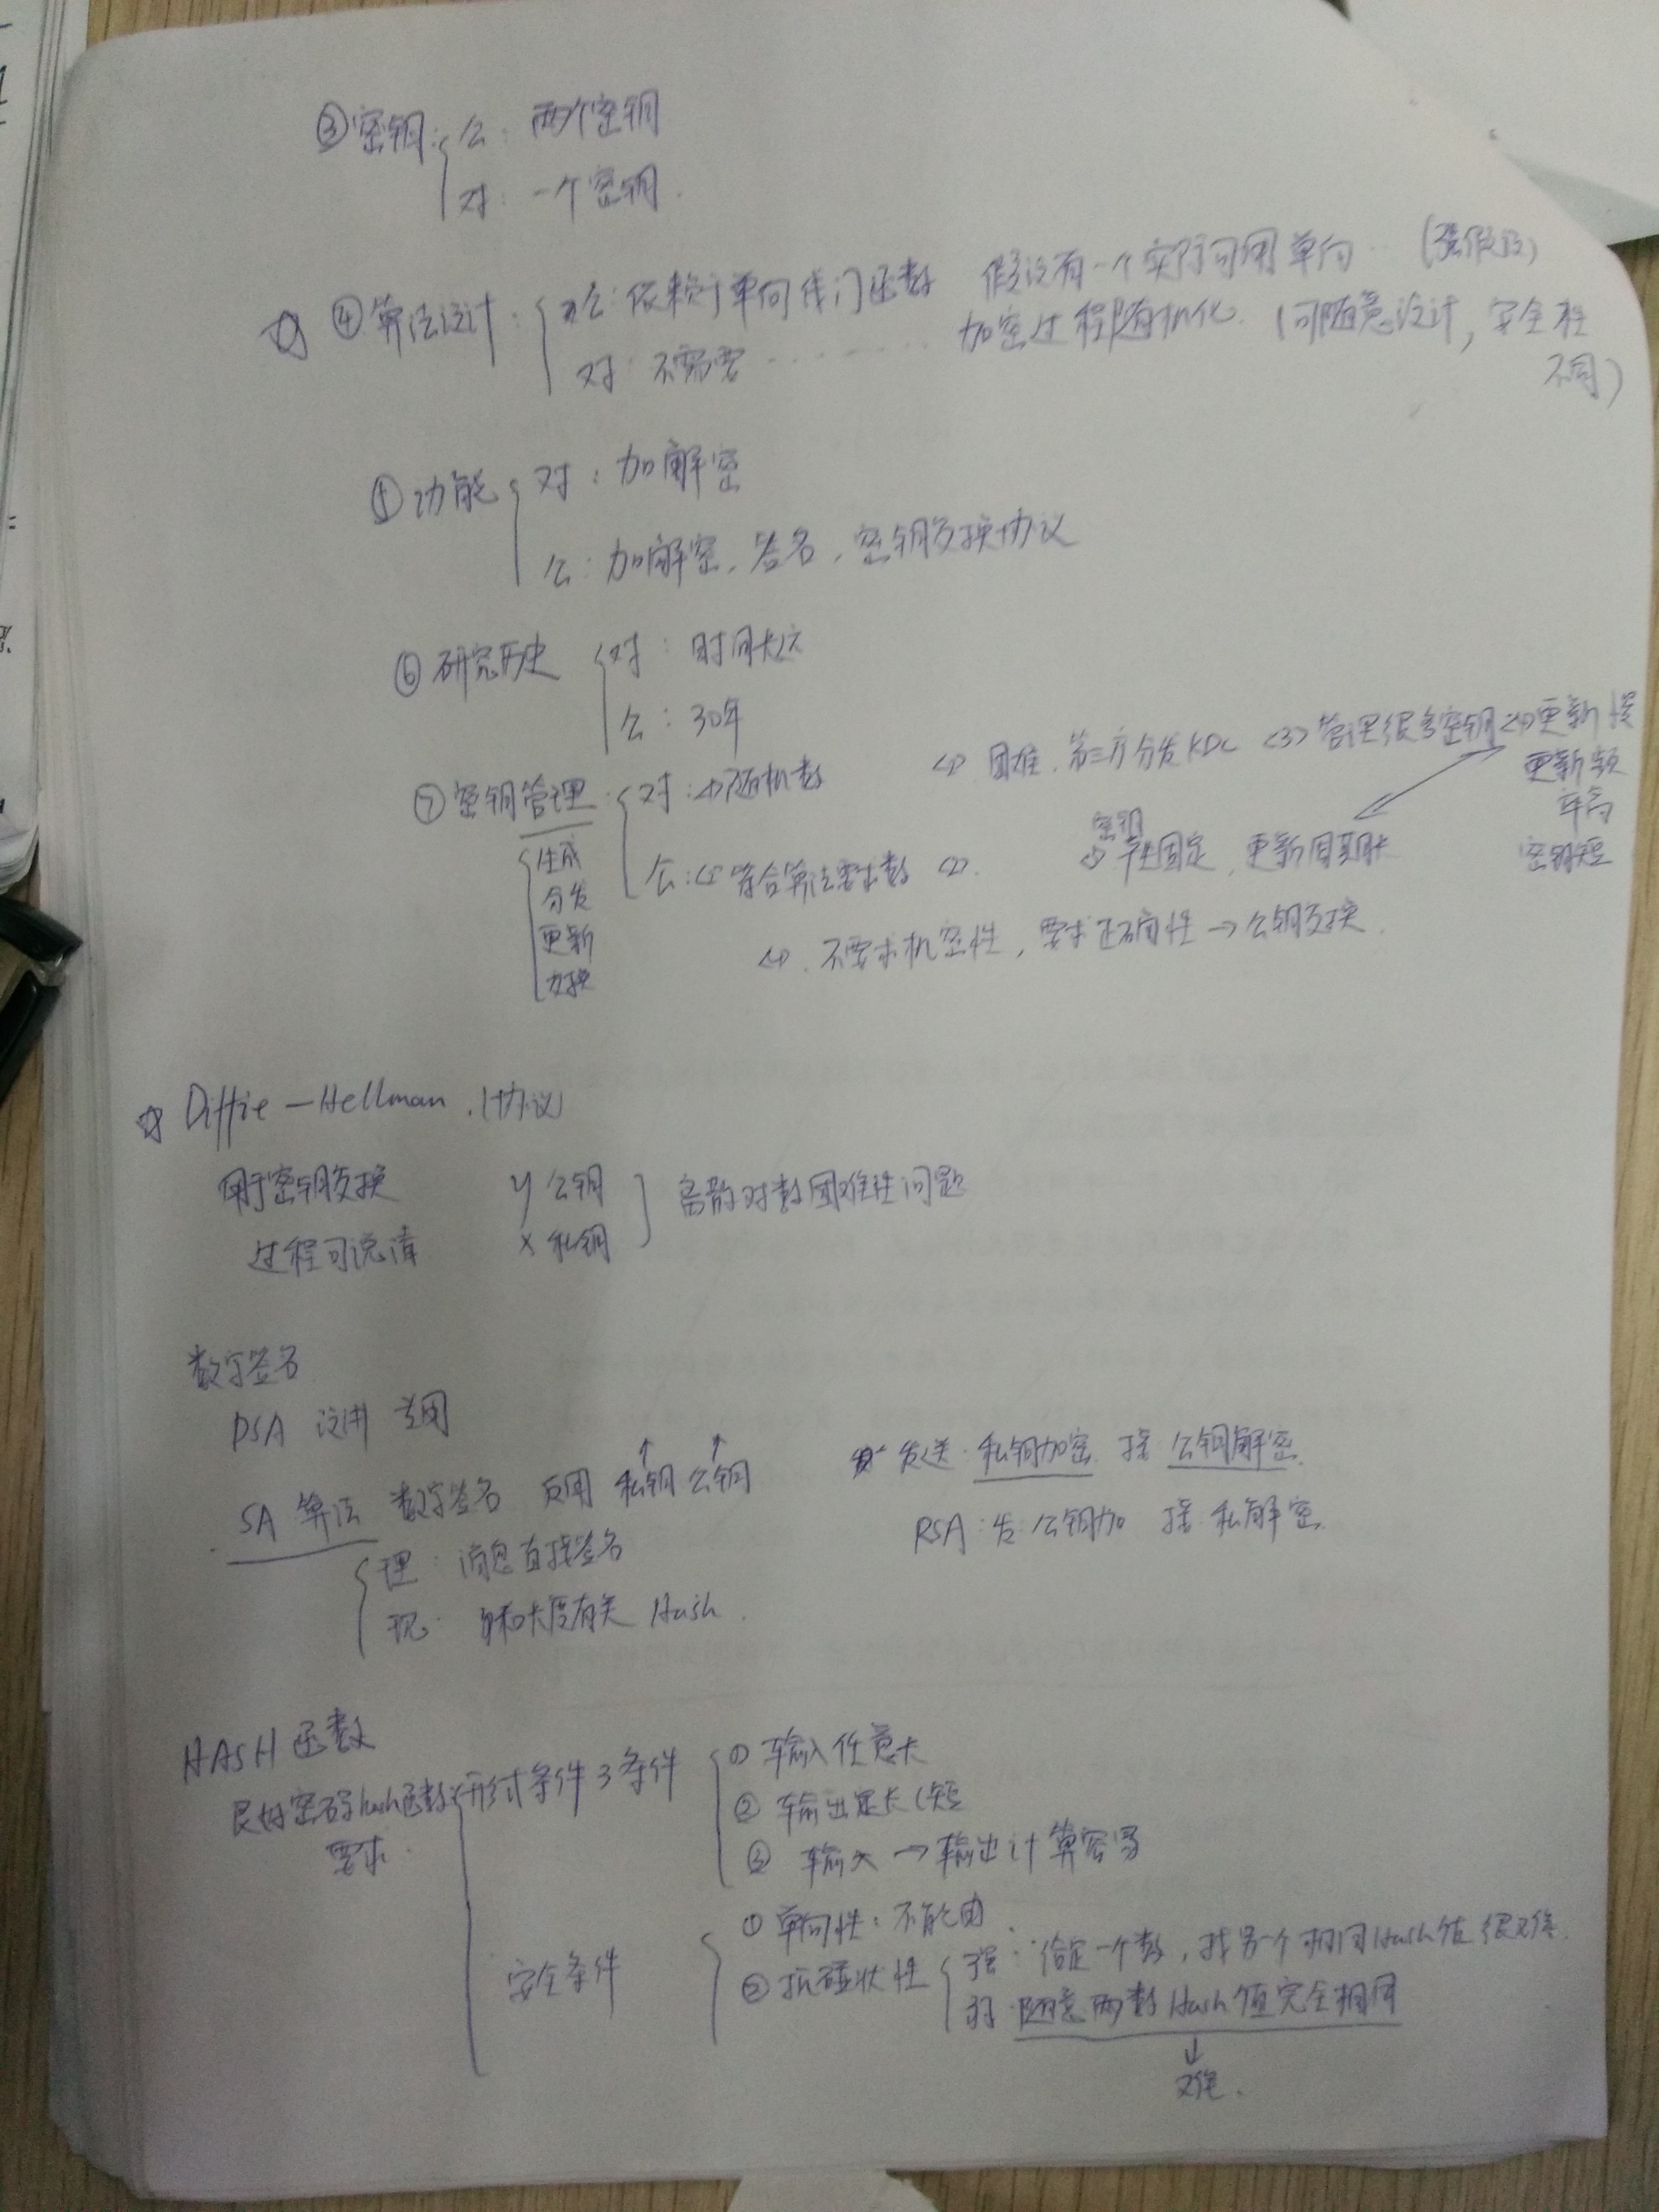 ③密钥：公：两个密钥
对：一个密钥.
☆ ④算法设计：公：依赖于单向陷门函数 假设有一个实际可用单向…（强假设）
对：不需要……… 加密过程随机化.（可随意设计，安全性
不同）
⑤功能 对：加解密
公：加解密，签名，密钥交换协议
⑥研究历史 对：时间长
公：30年
⑦密钥管理：对：<1>随机数 <2> 困难.第三方分发KDC <3>管理很多密钥 <4>更新慢
更新频
率高
密钥短
密钥
公：<1>符合算法要求数 <2>. <3>固定，更新周期长
生成
分发
更新
交换
<4>.不要求机密性，要求正确性→公钥交换.
☆ Diffie—Hellman.（协议）
用于密钥交换 y 公钥
过程可说清 x 私钥
离散对数困难性问题
数字签名
DSA 专用
SA 算法 数字签名 反用 私钥 公钥
发送：私钥加密. 接 公钥解密.
RSA：发：公钥加 接 私解密.
理：消息直接签名
现： 和长度有关 Hash.
HASH函数
良好密码学hash函数
要求.
形式条件 3条件
① 输入任意长
② 输出定长（短
③ 输入→输出计算容易
安全条件
① 单向性：不能由
② 抗碰状性
强：给定一个数，找另一个相同Hash值很难.
弱 随意两数Hash值完全相同
↓
难.